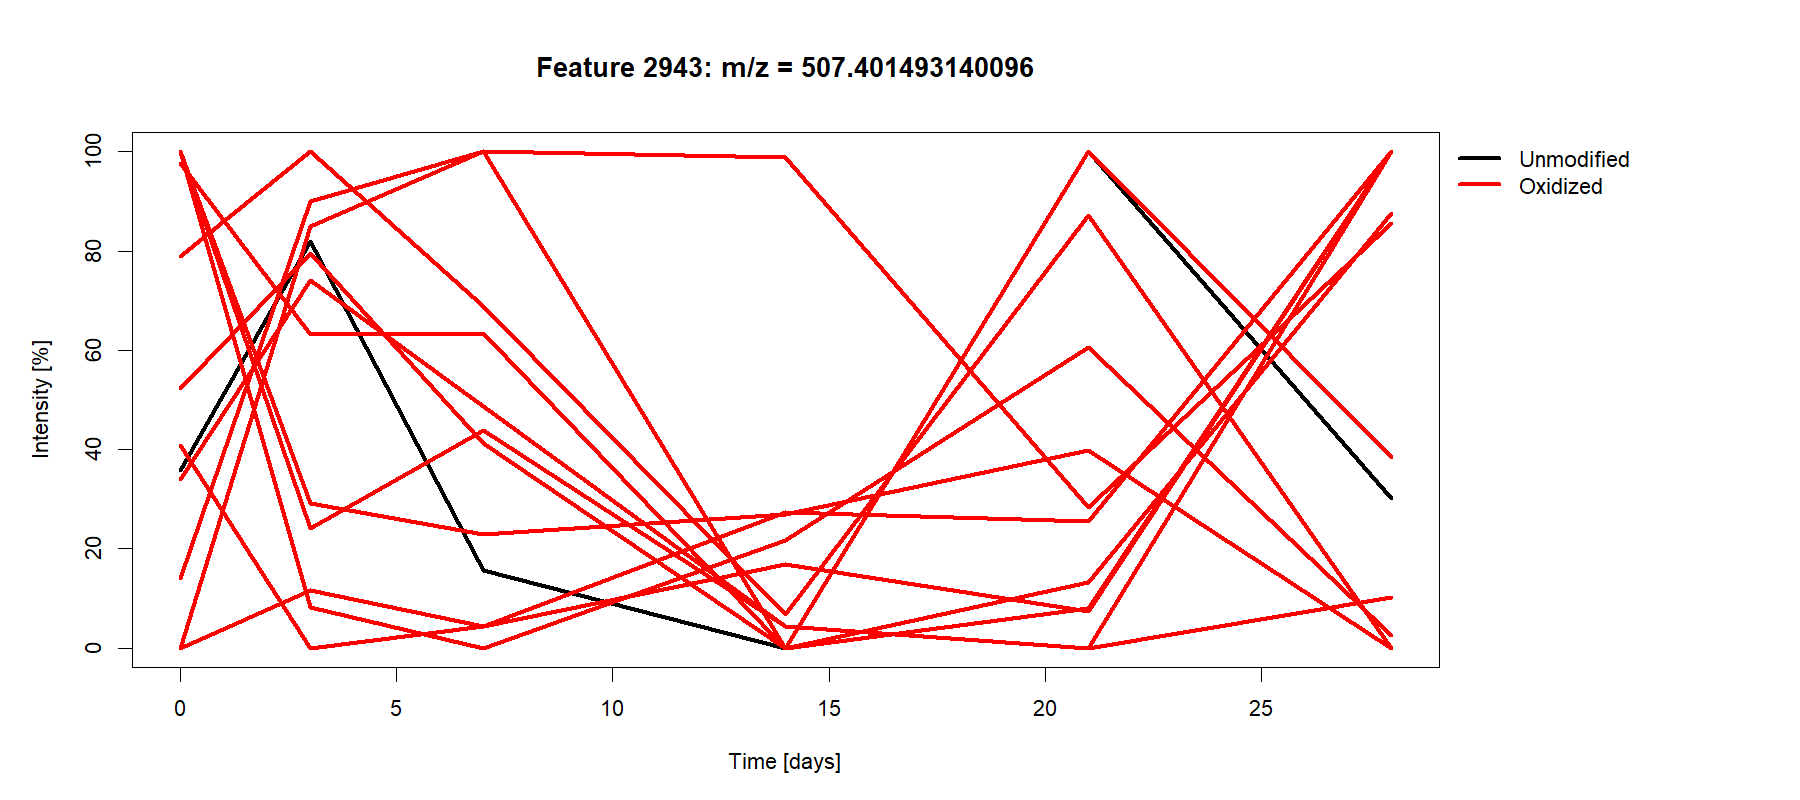 Feature 2943: m/z = 507.401493140096
Unmodified
Oxidized
Intensity [%]
100
80
60
40
20
0
0 5 10 15 20 25
Time [days]